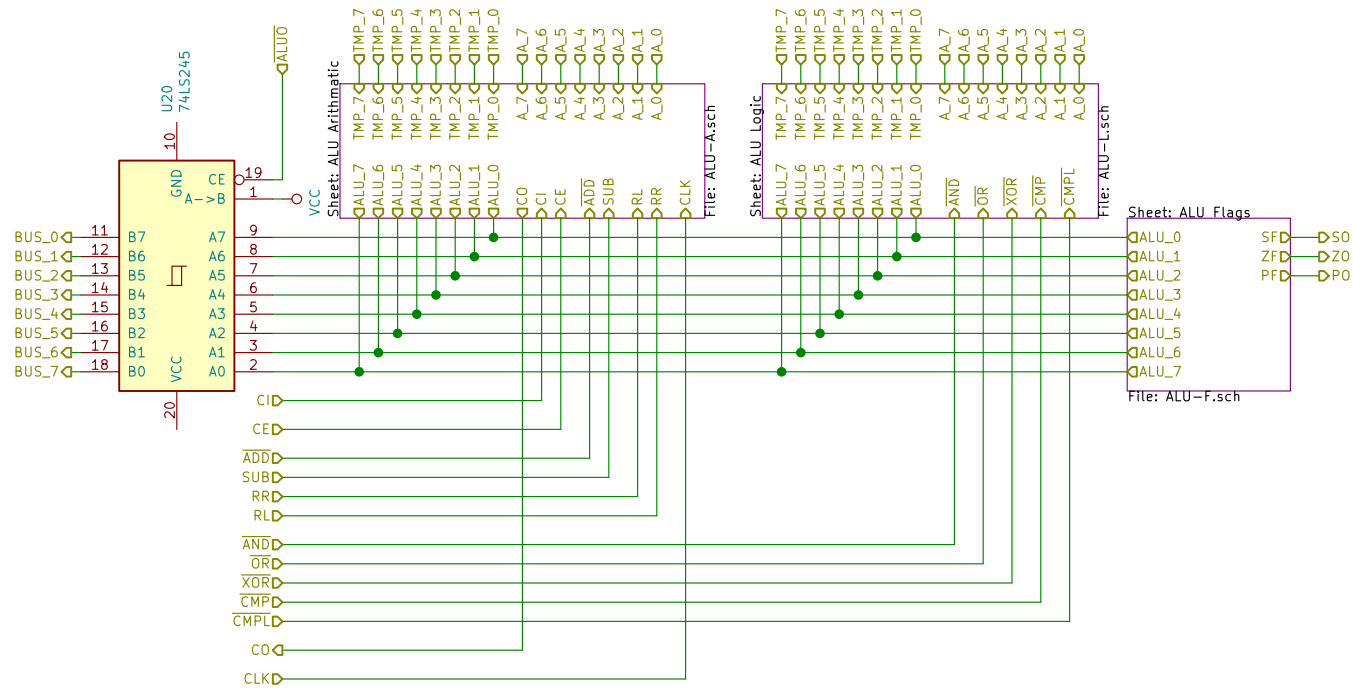 ALUO
TMP_7 TMP_6 TMP_5 TMP_4 TMP_3 TMP_2 TMP_1 TMP_0 A_7 A_6 A_5 A_4 A_3 A_2 A_1 A_0
TMP_7 TMP_6 TMP_5 TMP_4 TMP_3 TMP_2 TMP_1 TMP_0 A_7 A_6 A_5 A_4 A_3 A_2 A_1 A_0
U20
74LS245
10
GND
CE 19
A->B 1
VCC
VCC
20
BUS_0 11 B7 A7 9
BUS_1 12 B6 A6 8
BUS_2 13 B5 A5 7
BUS_3 14 B4 A4 6
BUS_4 15 B3 A3 5
BUS_5 16 B2 A2 4
BUS_6 17 B1 A1 3
BUS_7 18 B0 A0 2
Sheet: ALU Arithmatic
TMP_7 TMP_6 TMP_5 TMP_4 TMP_3 TMP_2 TMP_1 TMP_0 A_7 A_6 A_5 A_4 A_3 A_2 A_1 A_0
ALU_7 ALU_6 ALU_5 ALU_4 ALU_3 ALU_2 ALU_1 ALU_0 CO CI CE ADD SUB RL RR CLK
File: ALU-A.sch
Sheet: ALU Logic
TMP_7 TMP_6 TMP_5 TMP_4 TMP_3 TMP_2 TMP_1 TMP_0 A_7 A_6 A_5 A_4 A_3 A_2 A_1 A_0
ALU_7 ALU_6 ALU_5 ALU_4 ALU_3 ALU_2 ALU_1 ALU_0 AND OR XOR CMP CMPL
File: ALU-L.sch
Sheet: ALU Flags
ALU_0 SF SO
ALU_1 ZF ZO
ALU_2 PF PO
ALU_3
ALU_4
ALU_5
ALU_6
ALU_7
File: ALU-F.sch
CI
CE
ADD
SUB
RR
RL
AND
OR
XOR
CMP
CMPL
CO
CLK